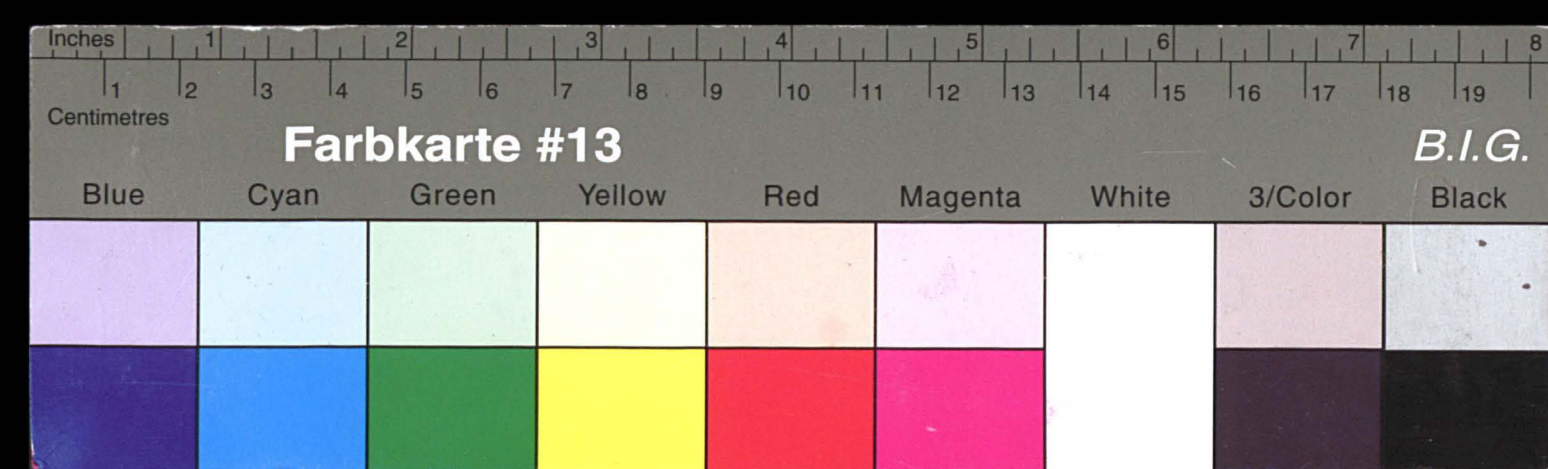 Inches 1 2 3 4 5 6 7 8
1 2 3 4 5 6 7 8 9 10 11 12 13 14 15 16 17 18 19
Centimetres
Farbkarte #13 B.I.G.
Blue Cyan Green Yellow Red Magenta White 3/Color Black